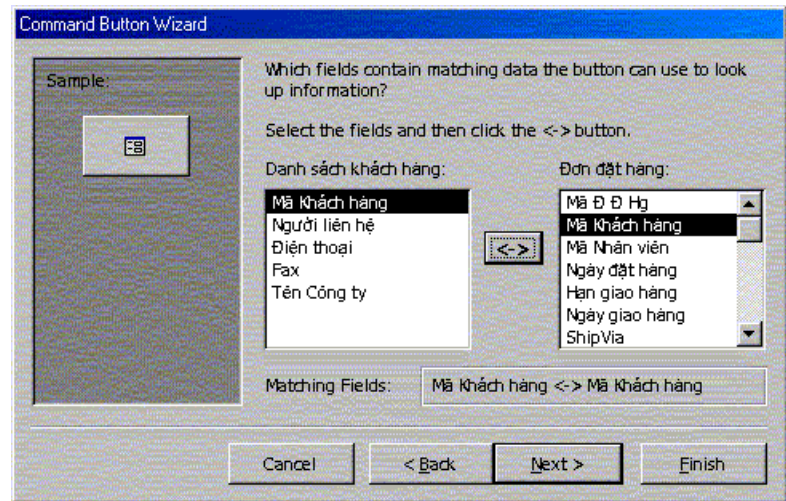 Command Button Wizard
Sample:
Which fields contain matching data the button can use to look
up information?
Select the fields and then click the <-> button.
Danh sách khách hàng:
Mã Khách hàng
Người liên hệ
Điện thoại
Fax
Tên Công ty
<->
Đơn đặt hàng:
Mã Đ Đ Hg
Mã Khách hàng
Mã Nhân viên
Ngày đặt hàng
Hạn giao hàng
Ngày giao hàng
ShipVia
Matching Fields:
Mã Khách hàng <-> Mã Khách hàng
Cancel
< Back
Next >
Finish